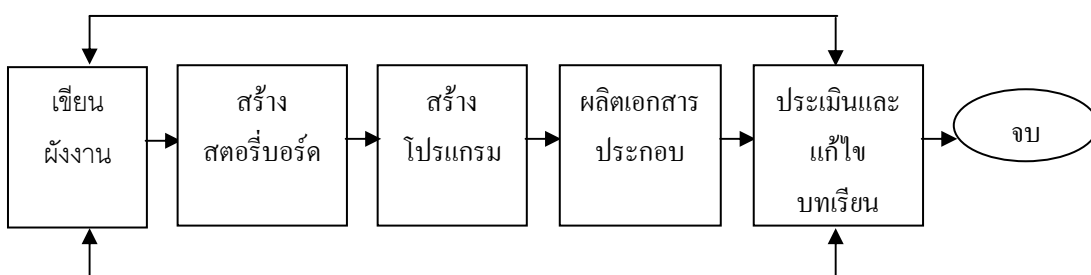 เขียน
ผังงาน
สร้าง
สตอรี่บอร์ด
สร้าง
โปรแกรม
ผลิตเอกสาร
ประกอบ
ประเมินและ
แก้ไข
บทเรียน
จบ